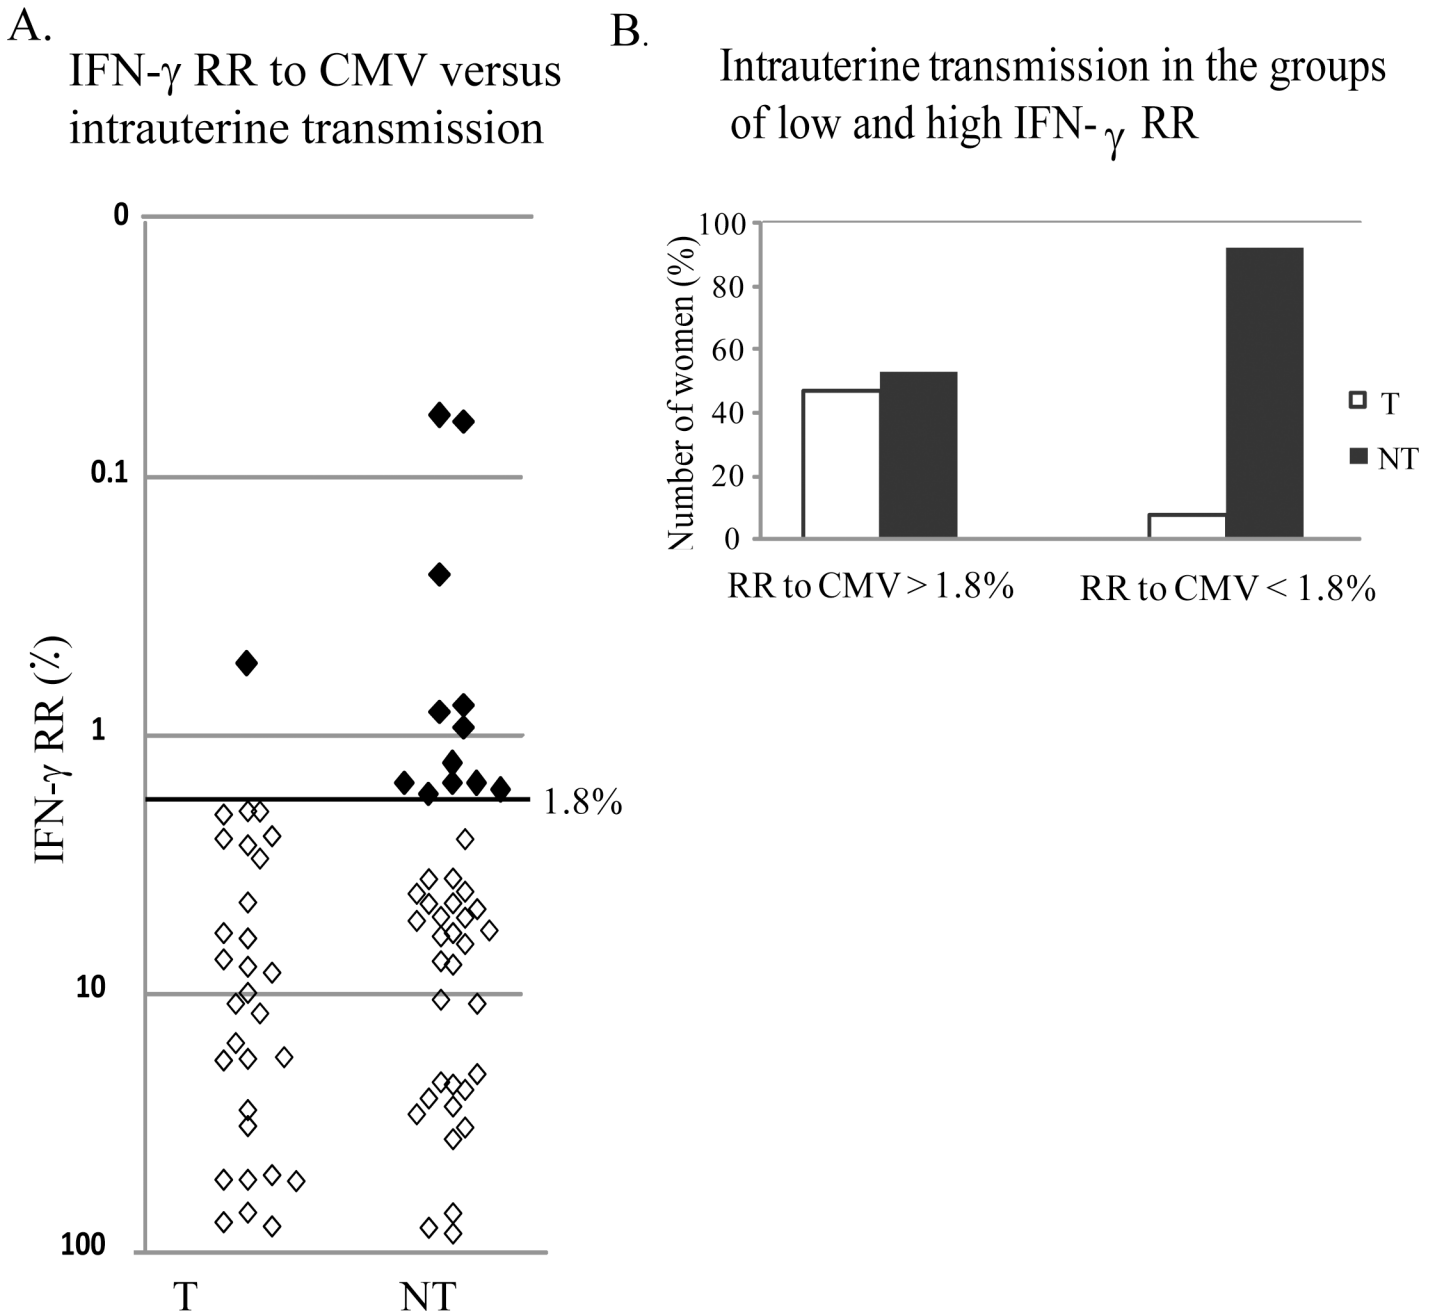 A.
IFN-γ RR to CMV versus
intrauterine transmission
0
0.1
1
10
100
IFN-γ RR (%)
1.8%
T
NT
B.
Intrauterine transmission in the groups
of low and high IFN-γ RR
100
80
60
40
20
0
Number of women (%)
RR to CMV > 1.8%
RR to CMV < 1.8%
T
NT